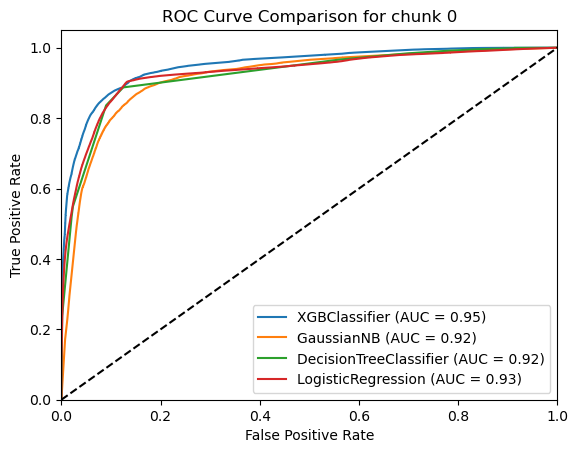 ROC Curve Comparison for chunk 0
1.0
0.8
0.6
0.4
0.2
0.0
True Positive Rate
XGBClassifier (AUC = 0.95)
GaussianNB (AUC = 0.92)
DecisionTreeClassifier (AUC = 0.92)
LogisticRegression (AUC = 0.93)
0.0 0.2 0.4 0.6 0.8 1.0
False Positive Rate